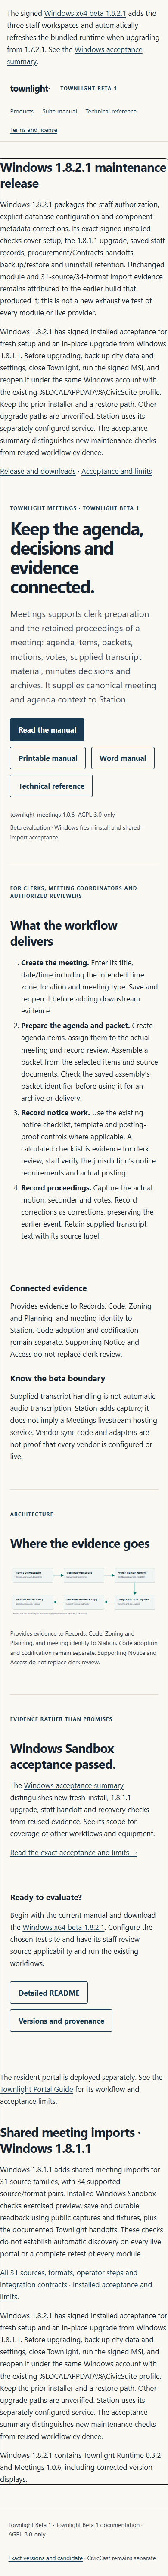 The signed Windows x64 beta 1.8.2.1 adds the
three staff workspaces and automatically
refreshes the bundled runtime when upgrading
from 1.7.2.1. See the Windows acceptance
summary.
townlight· TOWNLIGHT BETA 1
Products Suite manual Technical reference
Terms and license
Windows 1.8.2.1 maintenance
release
Windows 1.8.2.1 packages the staff authorization,
explicit database configuration and component
metadata corrections. Its exact signed installed
checks cover setup, the 1.8.1.1 upgrade, saved staff
records, procurement/Contracts handoffs,
backup/restore and uninstall retention. Unchanged
module and 31-source/34-format import evidence
remains attributed to the earlier build that
produced it; this is not a new exhaustive test of
every module or live provider.
Windows 1.8.2.1 has signed installed acceptance for
fresh setup and an in-place upgrade from Windows
1.8.1.1. Before upgrading, back up city data and
settings, close Townlight, run the signed MSI, and
reopen it under the same Windows account with
the existing %LOCALAPPDATA%\CivicSuite profile.
Keep the prior installer and a restore path. Other
upgrade paths are unverified. Station uses its
separately configured service. The acceptance
summary distinguishes new maintenance checks
from reused workflow evidence.
Release and downloads · Acceptance and limits
TOWNLIGHT MEETINGS · TOWNLIGHT BETA 1
Keep the agenda,
decisions and
evidence
connected.
Meetings supports clerk preparation
and the retained proceedings of a
meeting: agenda items, packets,
motions, votes, supplied transcript
material, minutes decisions and
archives. It supplies canonical meeting
and agenda context to Station.
Read the manual
Printable manual Word manual
Technical reference
townlight-meetings 1.0.6 AGPL-3.0-only
Beta evaluation · Windows fresh-install and shared-
import acceptance
FOR CLERKS, MEETING COORDINATORS AND
AUTHORIZED REVIEWERS
What the workflow
delivers
1. Create the meeting. Enter its title,
date/time including the intended time
zone, location and meeting type. Save and
reopen it before adding downstream
evidence.
2. Prepare the agenda and packet. Create
agenda items, assign them to the actual
meeting and record review. Assemble a
packet from the selected items and source
documents. Check the saved assembly's
packet identifier before using it for an
archive or delivery.
3. Record notice work. Use the existing
notice checklist, template and posting-
proof controls where applicable. A
calculated checklist is evidence for clerk
review; staff verify the jurisdiction's notice
requirements and actual posting.
4. Record proceedings. Capture the actual
motion, seconder and votes. Record
corrections as corrections, preserving the
earlier event. Retain supplied transcript
text with its source label.
Connected evidence
Provides evidence to Records, Code, Zoning
and Planning, and meeting identity to
Station. Code adoption and codification
remain separate. Supporting Notice and
Access do not replace clerk review.
Know the beta boundary
Supplied transcript handling is not automatic
audio transcription. Station adds capture; it
does not imply a Meetings livestream hosting
service. Vendor sync code and adapters are
not proof that every vendor is configured or
live.
ARCHITECTURE
Where the evidence goes
Provides evidence to Records, Code, Zoning and
Planning, and meeting identity to Station. Code adoption
and codification remain separate. Supporting Notice and
Access do not replace clerk review.
EVIDENCE RATHER THAN PROMISES
Windows Sandbox
acceptance passed.
The Windows acceptance summary
distinguishes new fresh-install, 1.8.1.1
upgrade, staff handoff and recovery checks
from reused evidence. See its scope for
coverage of other workflows and equipment.
Read the exact acceptance and limits →
Ready to evaluate?
Begin with the current manual and download
the Windows x64 beta 1.8.2.1. Configure the
chosen test site and have its staff review
source applicability and run the existing
workflows.
Detailed README
Versions and provenance
The resident portal is deployed separately. See the
Townlight Portal Guide for its workflow and
acceptance limits.
Shared meeting imports ·
Windows 1.8.1.1
Windows 1.8.1.1 adds shared meeting imports for
31 source families, with 34 supported
source/format pairs. Installed Windows Sandbox
checks exercised preview, save and durable
readback using public captures and fixtures, plus
the documented Townlight handoffs. These checks
do not establish automatic discovery on every live
portal or a complete retest of every module.
All 31 sources, formats, operator steps and
integration contracts · Installed acceptance and
limits.
Windows 1.8.2.1 has signed installed acceptance for
fresh setup and an in-place upgrade from Windows
1.8.1.1. Before upgrading, back up city data and
settings, close Townlight, run the signed MSI, and
reopen it under the same Windows account with
the existing %LOCALAPPDATA%\CivicSuite profile.
Keep the prior installer and a restore path. Other
upgrade paths are unverified. Station uses its
separately configured service. The acceptance
summary distinguishes new maintenance checks
from reused workflow evidence.
Windows 1.8.2.1 contains Townlight Runtime 0.3.2
and Meetings 1.0.6, including corrected version
displays.
Townlight Beta 1 · Townlight Beta 1 documentation ·
AGPL-3.0-only
Exact versions and candidate · CivicCast remains separate